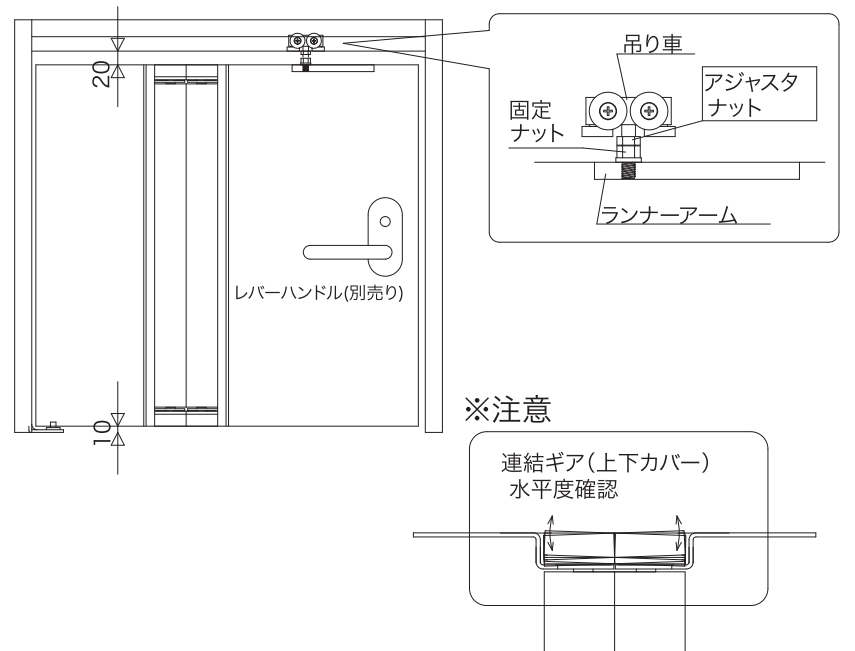 20
吊り車
アジャスタ
ナット
固定
ナット
ランナーアーム
レバーハンドル(別売り)
10
※注意
連結ギア(上下カバー)
水平度確認